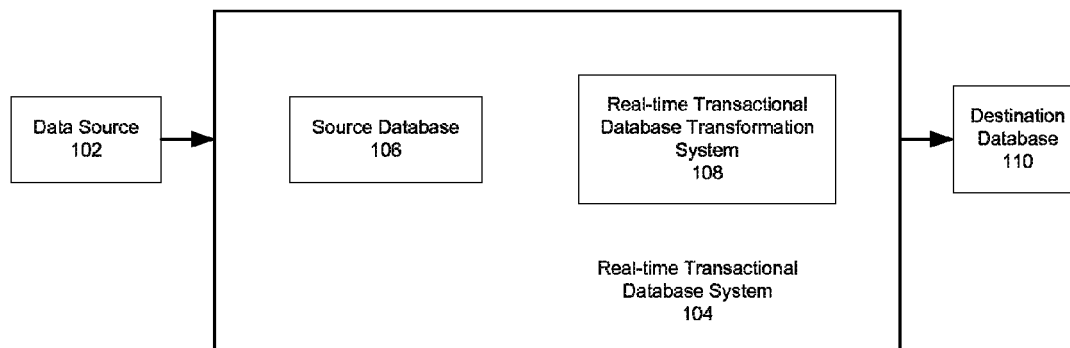 Data Source
102
Source Database
106
Real-time Transactional
Database Transformation
System
108
Destination
Database
110
Real-time Transactional
Database System
104